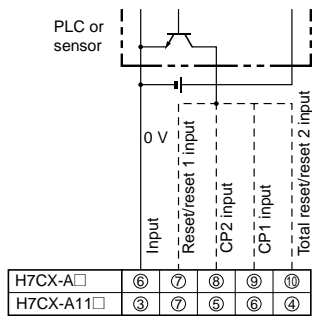 PLC or
sensor
0 V
Input
Reset/reset 1 input
CP2 input
CP1 input
Total reset/reset 2 input
H7CX-A□ ⑥ ⑦ ⑧ ⑨ ⑩
H7CX-A11□ ③ ⑦ ⑤ ⑥ ④